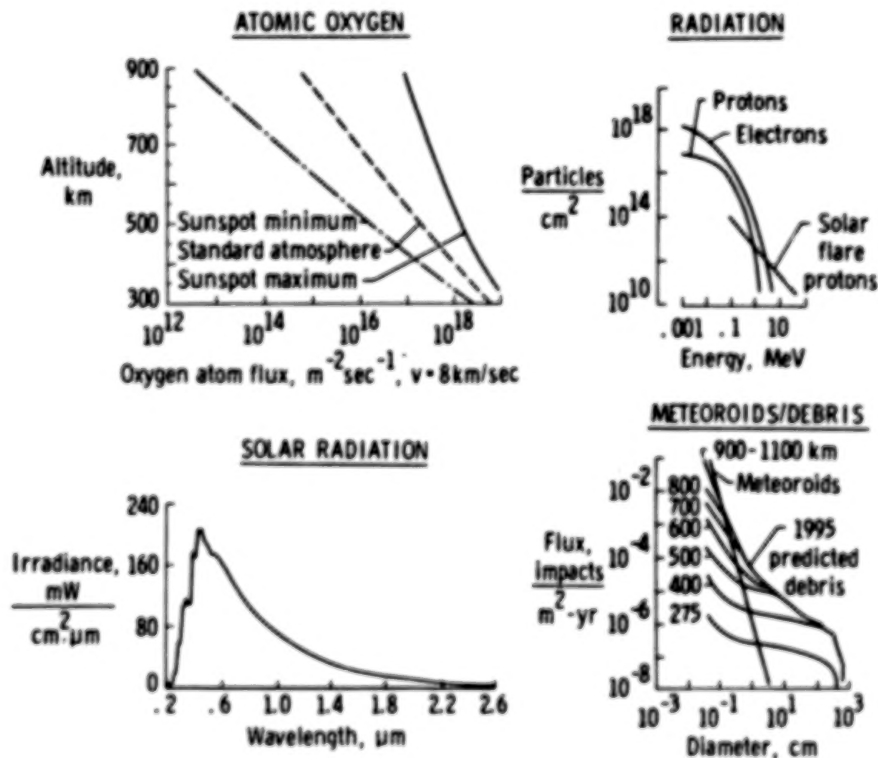 ATOMIC OXYGEN
900
700
500
300
Altitude,
km
Sunspot minimum
Standard atmosphere
Sunspot maximum
10^12 10^14 10^16 10^18
Oxygen atom flux, m^-2 sec^-1, v = 8 km/sec
RADIATION
Protons
Electrons
10^18
10^14
10^10
Particles
cm^2
Solar
flare
protons
.001 .1 10
Energy, MeV
SOLAR RADIATION
240
160
80
0
Irradiance,
mW
cm^2·μm
.2 .6 1.0 1.4 1.8 2.2 2.6
Wavelength, μm
METEOROIDS/DEBRIS
900-1100 km
Meteoroids
10^-2
10^-4
10^-6
10^-8
800
700
600
500
400
275
Flux,
impacts
m^2-yr
1995
predicted
debris
10^-3 10^-1 10^1 10^3
Diameter, cm